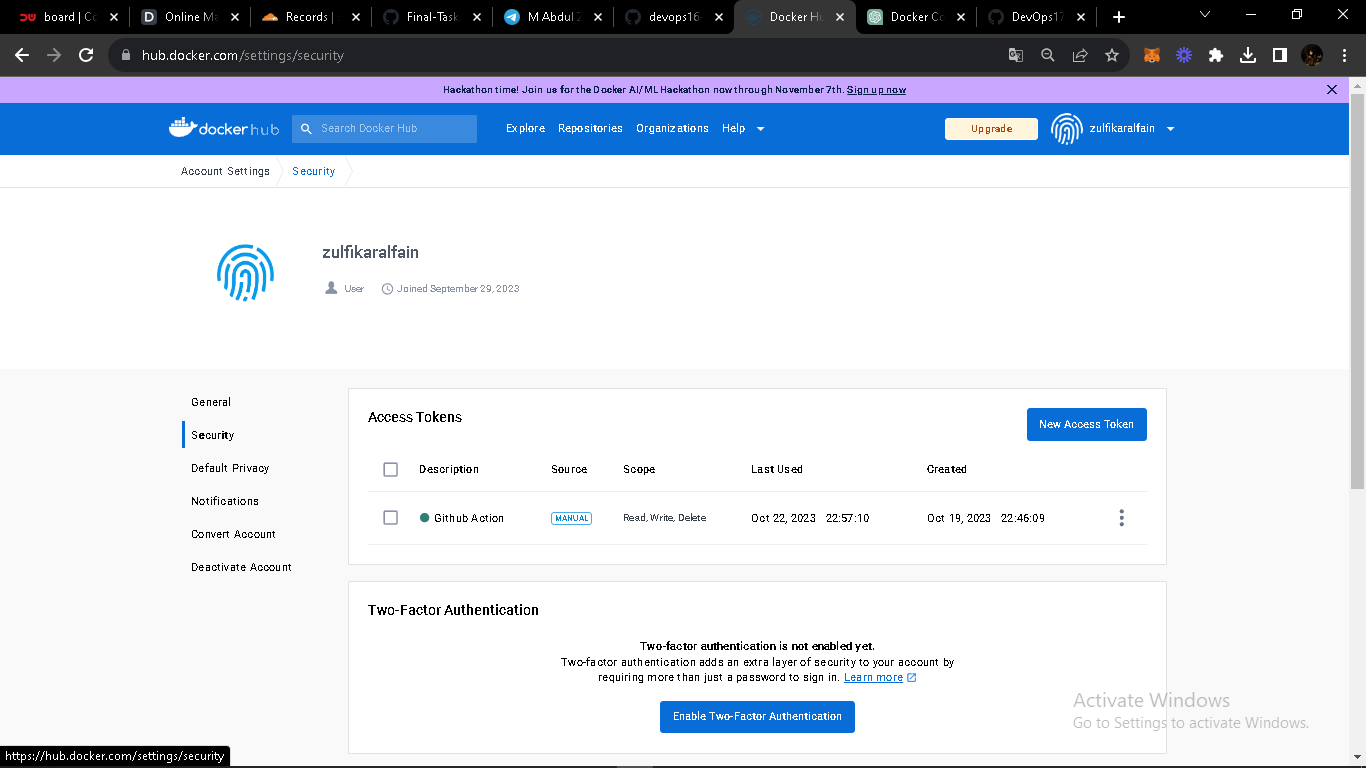 board | Co
Online Ma
Records |
Final-Task
M Abdul Z
devops16
Docker Hu
Docker Co
DevOps17
hub.docker.com/settings/security
Hackathon time! Join us for the Docker AI/ML Hackathon now through November 7th. Sign up now
docker hub
Search Docker Hub
Explore Repositories Organizations Help
Upgrade
zulfikaralfain
Account Settings Security
zulfikaralfain
User Joined September 29, 2023
General
Security
Default Privacy
Notifications
Convert Account
Deactivate Account
Access Tokens
New Access Token
Description Source Scope Last Used Created
Github Action MANUAL Read, Write, Delete Oct 22, 2023 22:57:10 Oct 19, 2023 22:46:09
Two-Factor Authentication
Two-factor authentication is not enabled yet.
Two-factor authentication adds an extra layer of security to your account by
requiring more than just a password to sign in. Learn more
Enable Two-Factor Authentication
Activate Windows
Go to Settings to activate Windows.
https://hub.docker.com/settings/security